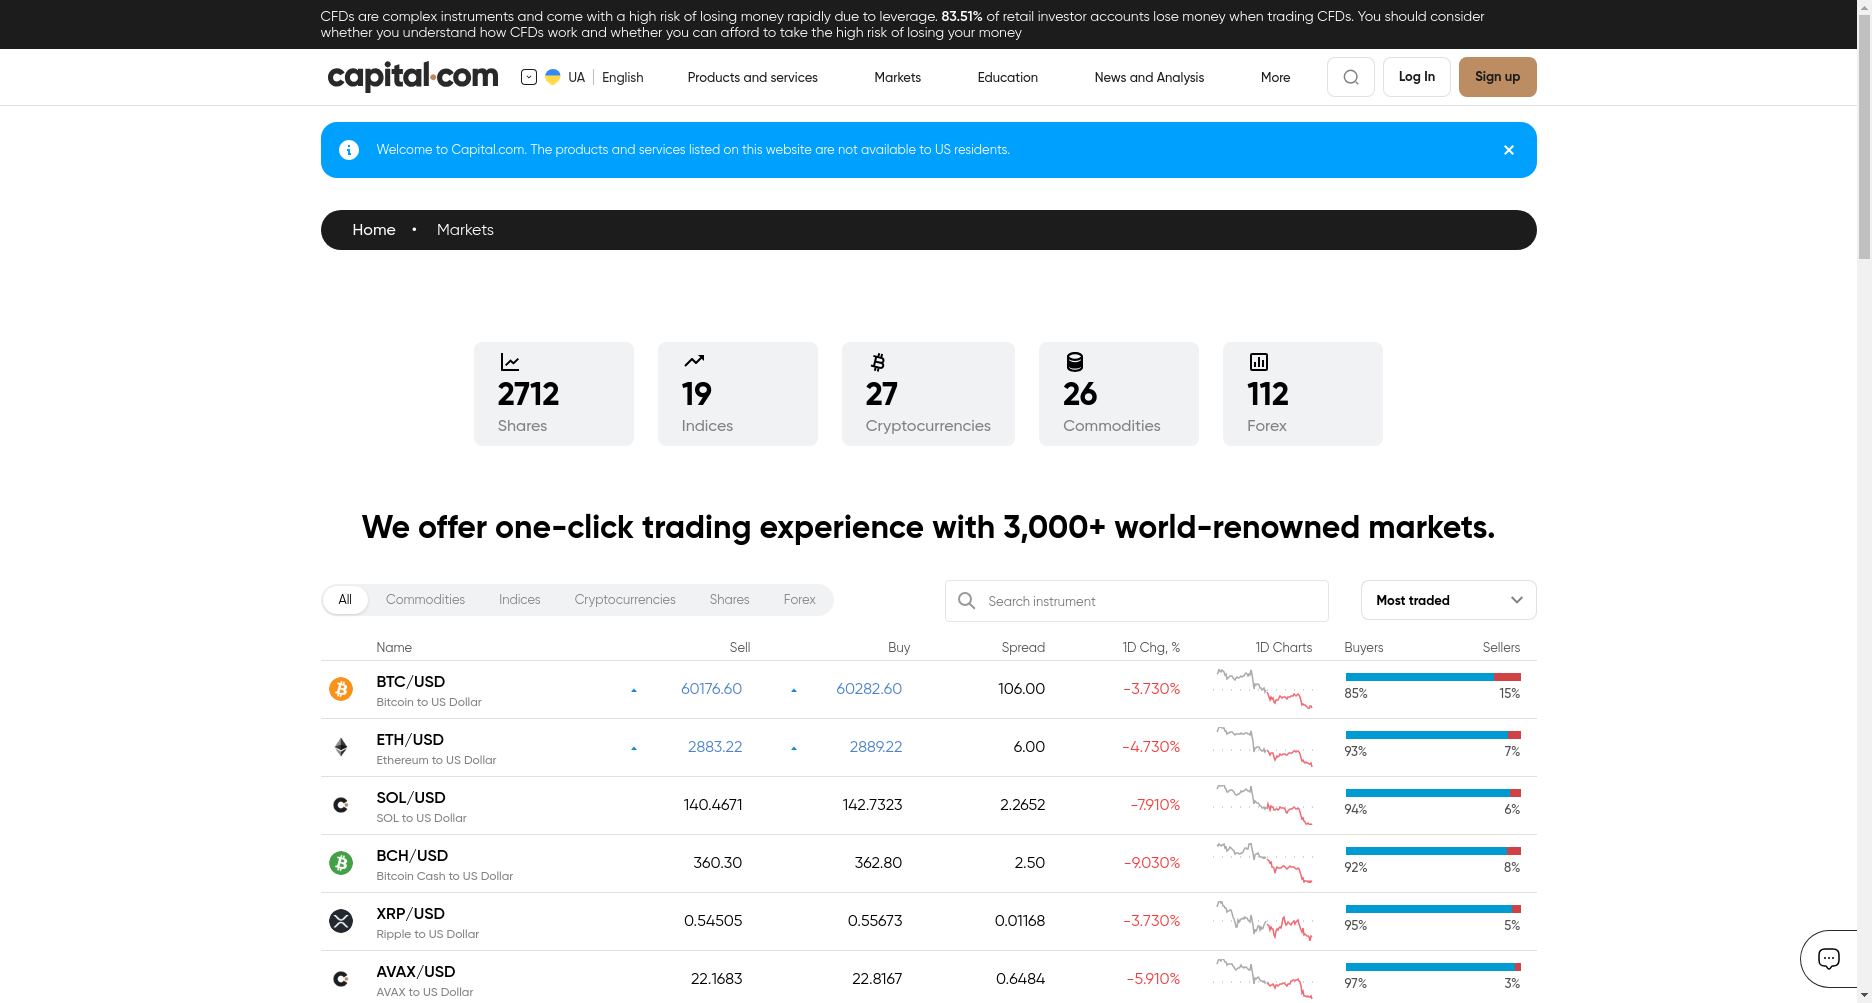 CFDs are complex instruments and come with a high risk of losing money rapidly due to leverage. 83.51% of retail investor accounts lose money when trading CFDs. You should consider
whether you understand how CFDs work and whether you can afford to take the high risk of losing your money
capital.com UA English Products and services Markets Education News and Analysis More Log In Sign up
Welcome to Capital.com. The products and services listed on this website are not available to US residents.
Home • Markets
2712 19 27 26 112
Shares Indices Cryptocurrencies Commodities Forex
We offer one-click trading experience with 3,000+ world-renowned markets.
All Commodities Indices Cryptocurrencies Shares Forex Search instrument Most traded
Name Sell Buy Spread 1D Chg, % 1D Charts Buyers Sellers
BTC/USD 60176.60 60282.60 106.00 -3.730% 85% 15%
Bitcoin to US Dollar
ETH/USD 2883.22 2889.22 6.00 -4.730% 93% 7%
Ethereum to US Dollar
SOL/USD 140.4671 142.7323 2.2652 -7.910% 94% 6%
SOL to US Dollar
BCH/USD 360.30 362.80 2.50 -9.030% 92% 8%
Bitcoin Cash to US Dollar
XRP/USD 0.54505 0.55673 0.01168 -3.730% 95% 5%
Ripple to US Dollar
AVAX/USD 22.1683 22.8167 0.6484 -5.910% 97% 3%
AVAX to US Dollar